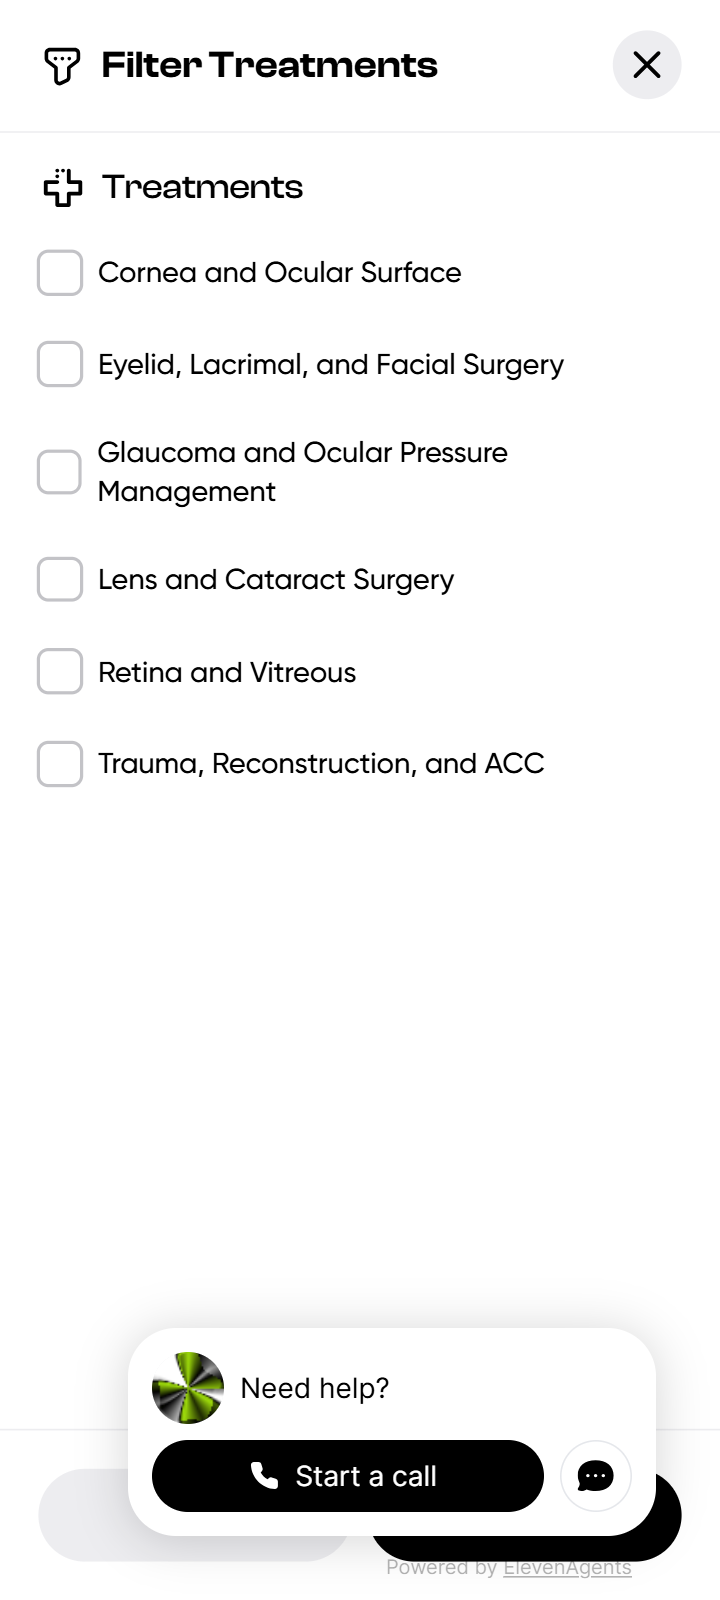 Filter Treatments
Treatments
Cornea and Ocular Surface
Eyelid, Lacrimal, and Facial Surgery
Glaucoma and Ocular Pressure
Management
Lens and Cataract Surgery
Retina and Vitreous
Trauma, Reconstruction, and ACC
Need help?
Start a call
Powered by ElevenAgents